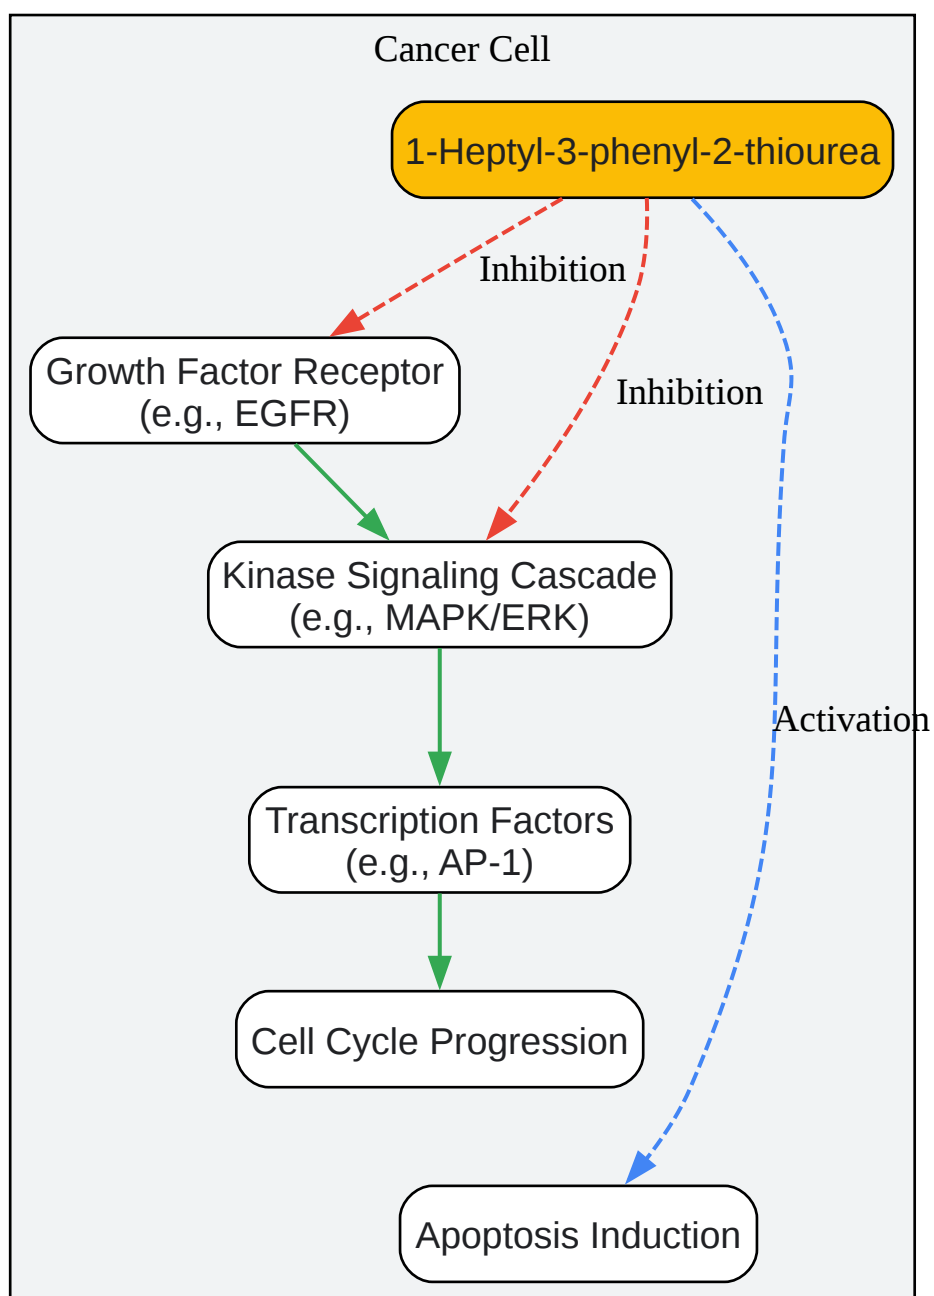 Cancer Cell
1-Heptyl-3-phenyl-2-thiourea
Inhibition
Growth Factor Receptor
(e.g., EGFR)
Inhibition
Kinase Signaling Cascade
(e.g., MAPK/ERK)
Activation
Transcription Factors
(e.g., AP-1)
Cell Cycle Progression
Apoptosis Induction